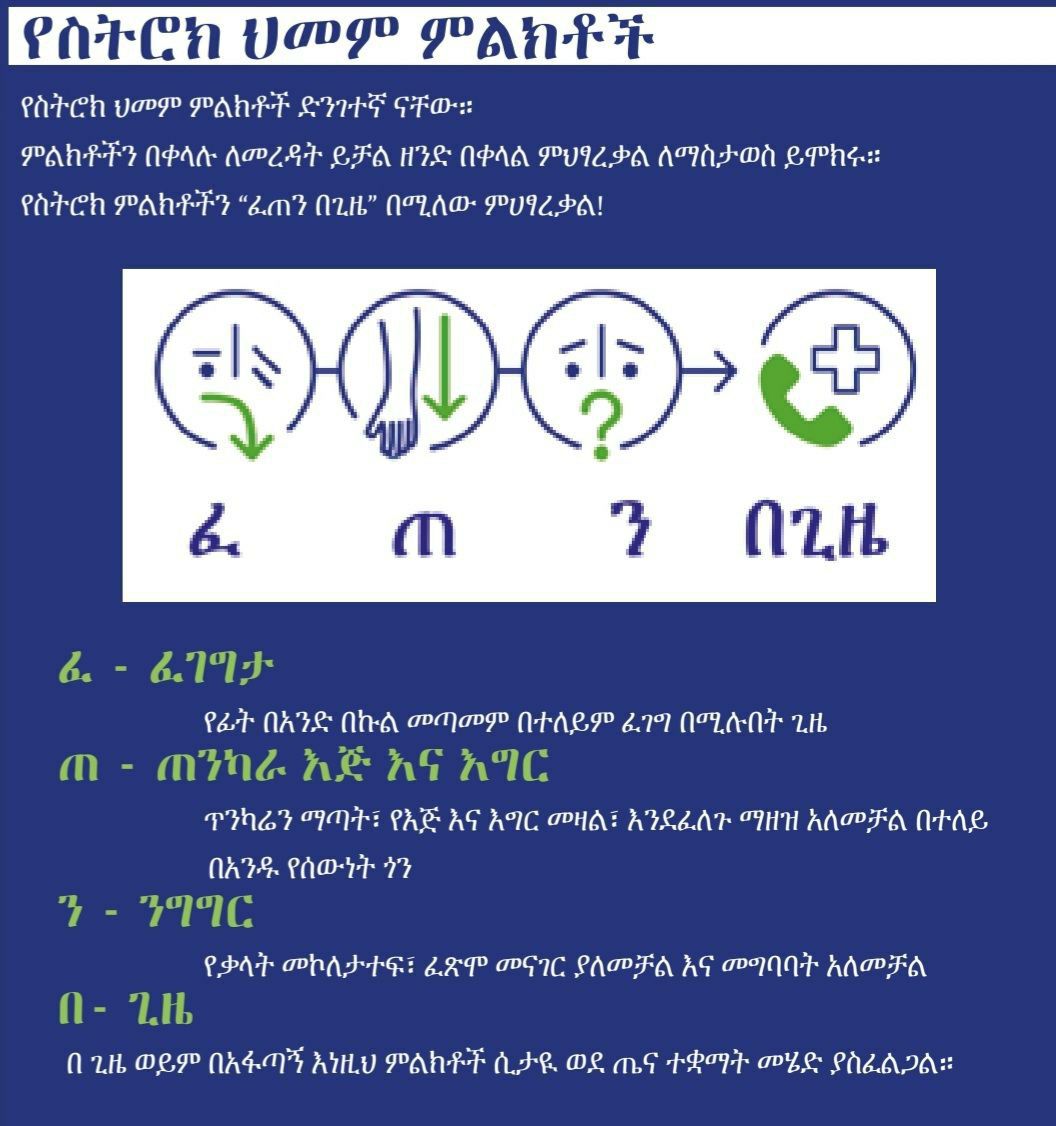 የስትሮክ ህመም ምልክቶች
የስትሮክ ህመም ምልክቶች ድንገተኛ ናቸው።
ምልክቶችን በቀላሉ ለመረዳት ይቻል ዘንድ በቀላል ምህፃረቃል ለማስታወስ ይሞክሩ።
የስትሮክ ምልክቶችን “ፈጠን በጊዜ” በሚለው ምሀፃረቃል!
ፈ ጠ ን በጊዜ
ፈ - ፈገግታ
የፊት በአንድ በኩል መጣመም በተለይም ፈገግ በሚሉበት ጊዜ
ጠ - ጠንካራ እጅ እና እግር
ጥንካሬን ማጣት፣ የእጅ እና እግር መዛል፣ እንደፈለጉ ማዘዝ አለመቻል በተለይ
በአንዱ የሰውነት ጎን
ን - ንግግር
የቃላት መኮለታተፍ፣ ፈጽሞ መናገር ያለመቻል እና መግባባት አለመቻል
በ - ጊዜ
በ ጊዜ ወይም በአፋጣኝ እነዚህ ምልክቶች ሲታዩ ወደ ጤና ተቋማት መሄድ ያስፈልጋል።